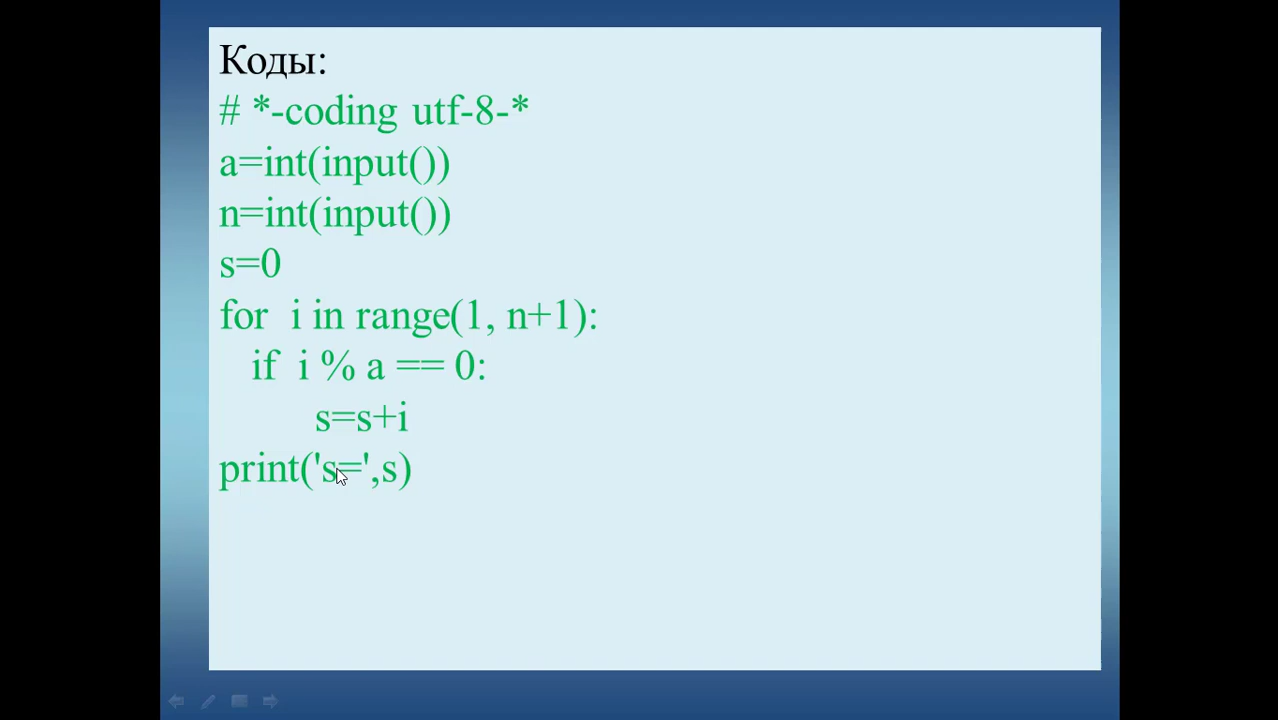 Коды:
# *-coding utf-8-*
a=int(input())
n=int(input())
s=0
for  i in range(1, n+1):
   if  i % a == 0:
         s=s+i
print('s=',s)